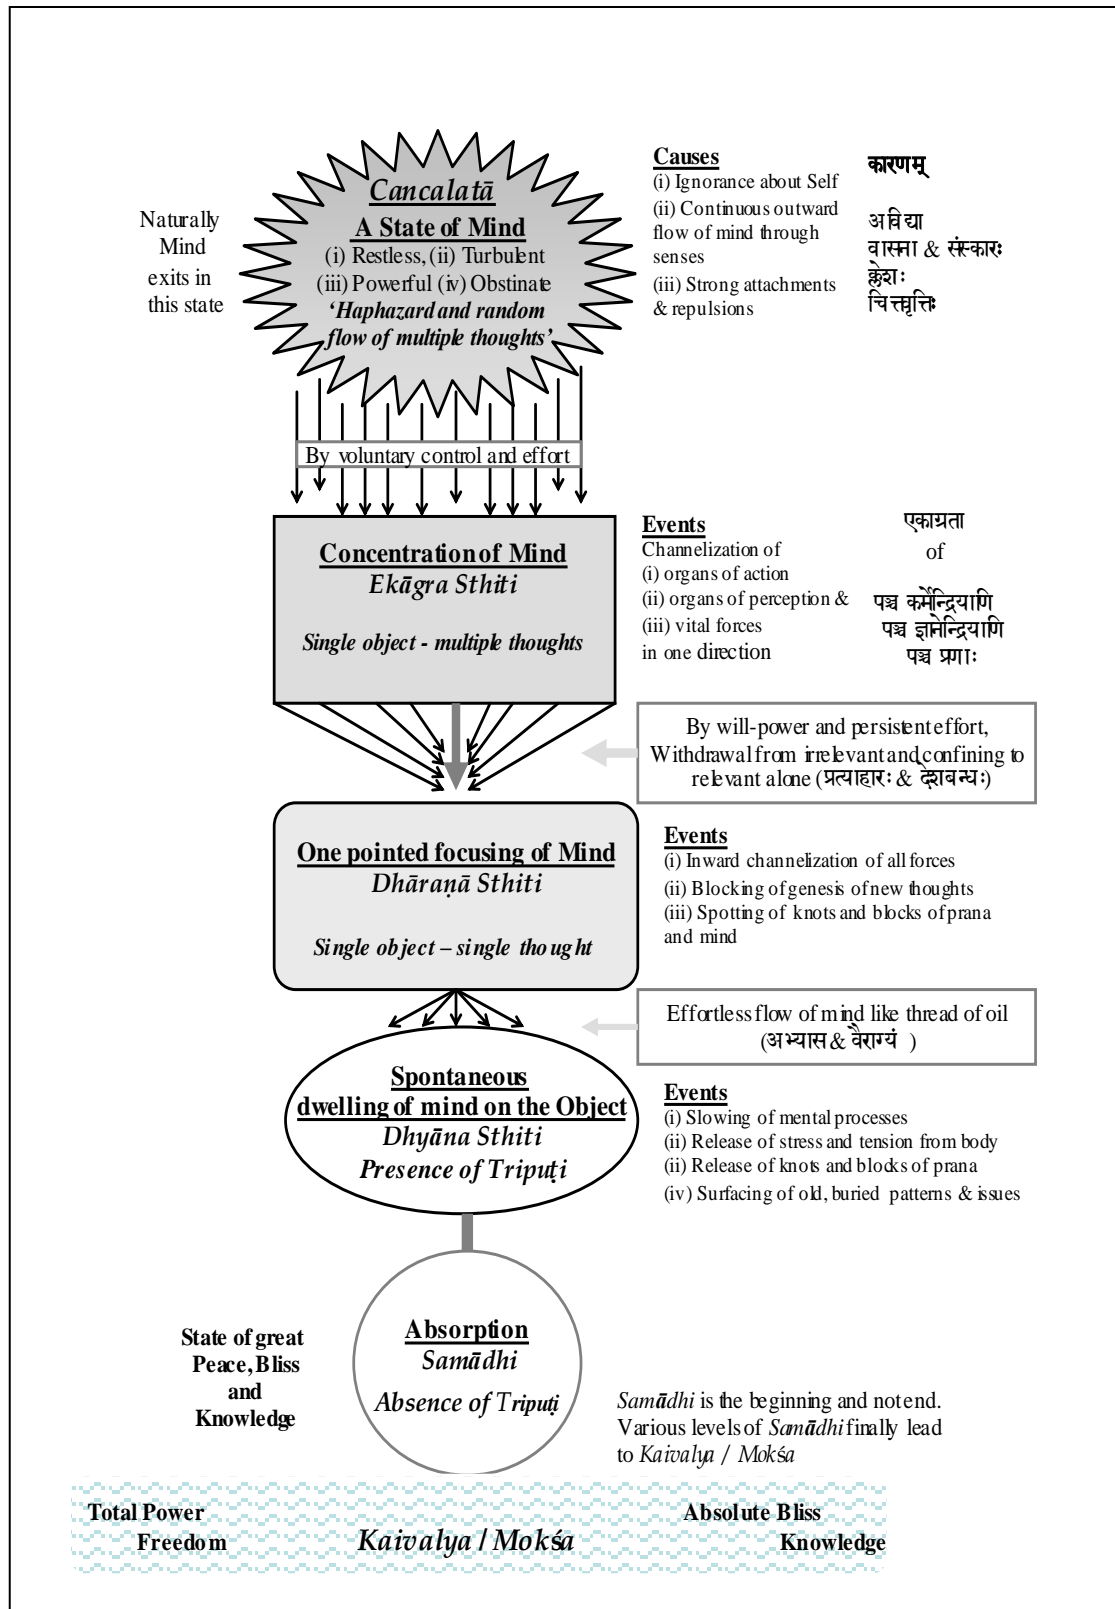 Cancalatā
A State of Mind
(i) Restless, (ii) Turbulent
(iii) Powerful (iv) Obstinate
‘Haphazard and random
flow of multiple thoughts’
Naturally
Mind
exits in
this state
Causes
(i) Ignorance about Self
(ii) Continuous outward
flow of mind through
senses
(iii) Strong attachments
& repulsions
कारणम्
अविद्या
वास्ना & संस्कारः
क्लेशः
By voluntary control and effort
Concentration of Mind
Ekāgra Sthiti
Single object - multiple thoughts
Events
Channelization of
(i) organs of action
(ii) organs of perception &
(iii) vital forces
in one direction
एकाग्रता
of
पञ्च कर्मेन्द्रियाणि
पञ्च ज्ञानेन्द्रियाणि
पञ्च प्रणाः
By will-power and persistent effort,
Withdrawal from irrelevant and confining to
relevant alone (प्रत्याहारः & देशबन्धः)
One pointed focusing of Mind
Dhāraṇā Sthiti
Single object – single thought
Events
(i) Inward channelization of all forces
(ii) Blocking of genesis of new thoughts
(iii) Spotting of knots and blocks of prana
and mind
Effortless flow of mind like thread of oil
(अभ्यास & वैराग्यं )
Spontaneous
dwelling of mind on the Object
Dhyāna Sthiti
Presence of Tripuṭi
Events
(i) Slowing of mental processes
(ii) Release of stress and tension from body
(ii) Release of knots and blocks of prana
(iv) Surfacing of old, buried patterns & issues
State of great
Peace, Bliss
and
Knowledge
Absorption
Samādhi
Absence of Tripuṭi
Samādhi is the beginning and not end.
Various levels of Samādhi finally lead
to Kaivalya / Mokśa
Total Power
Freedom
Kaivalya / Mokśa
Absolute Bliss
Knowledge